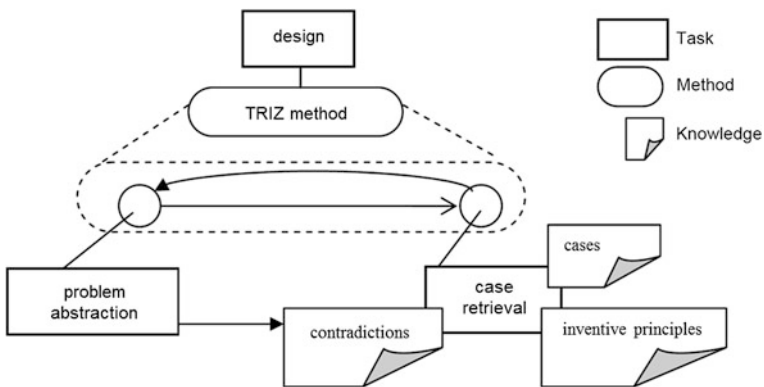 design
TRIZ method
Task
Method
Knowledge
problem
abstraction
contradictions
case
retrieval
cases
inventive principles